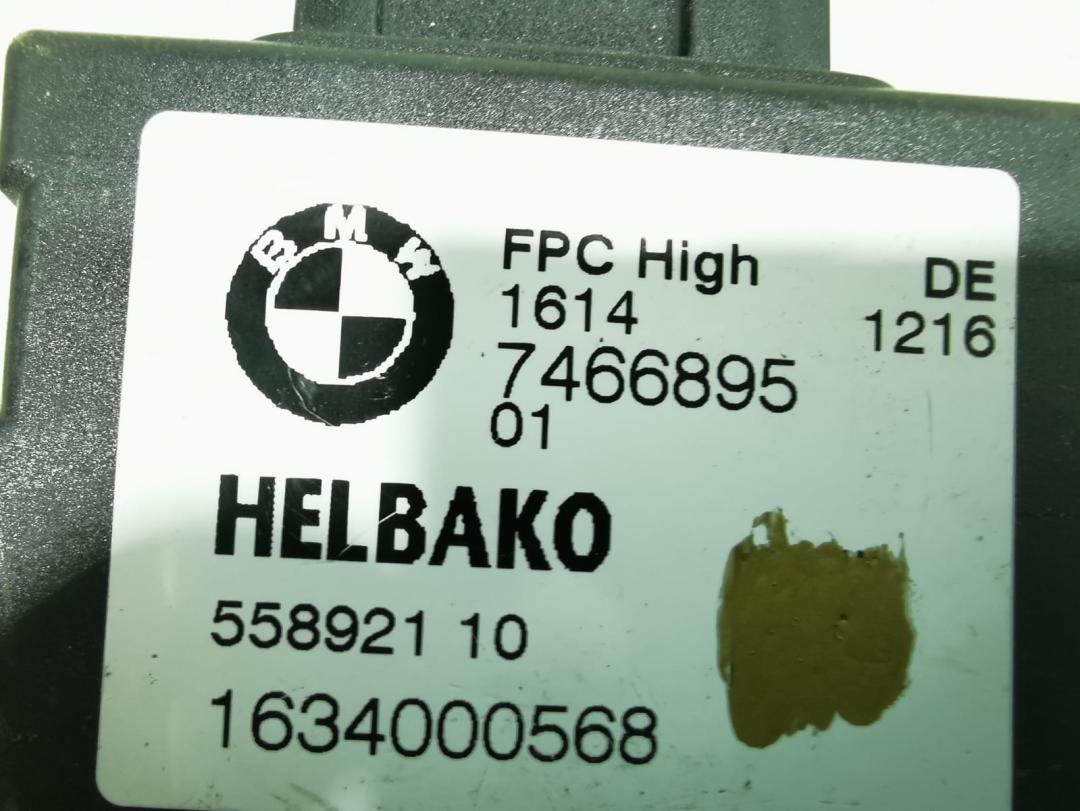 BMW
FPC High DE
1614 1216
7466895
01
HELBAKO
558921 10
1634000568